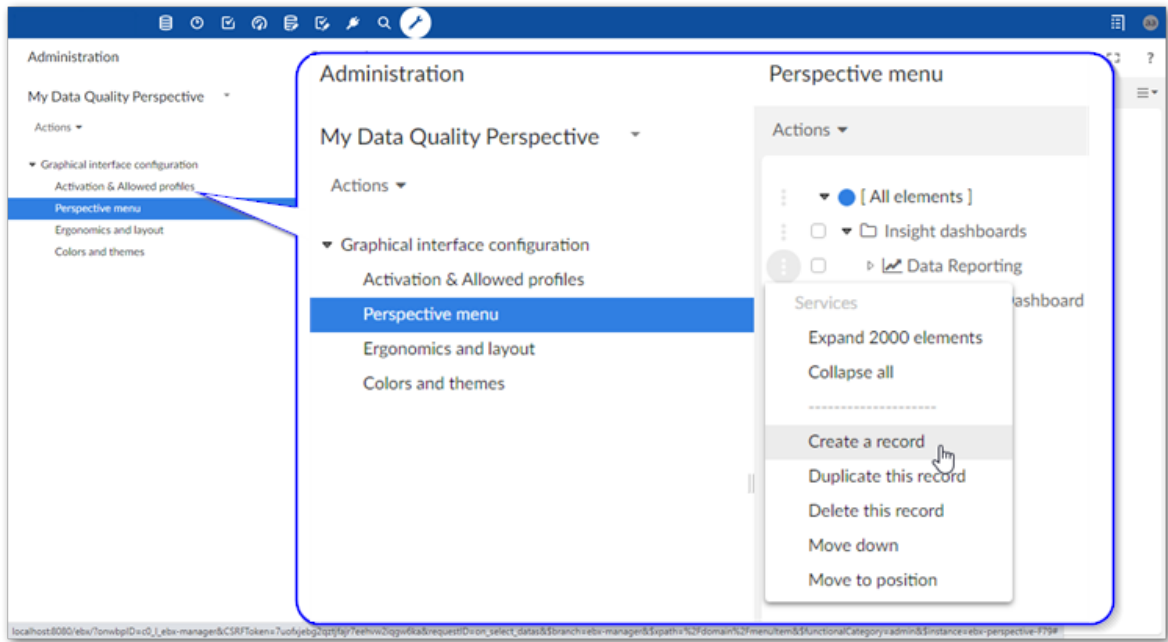 Administration
My Data Quality Perspective
Actions
Graphical interface configuration
Activation & Allowed profiles
Perspective menu
Ergonomics and layout
Colors and themes
?
Administration
My Data Quality Perspective
Actions
Graphical interface configuration
Activation & Allowed profiles
Perspective menu
Ergonomics and layout
Colors and themes
Perspective menu
Actions
[ All elements ]
Insight dashboards
Data Reporting
ashboard
Services
Expand 2000 elements
Collapse all
--------------------
Create a record
Duplicate this record
Delete this record
Move down
Move to position